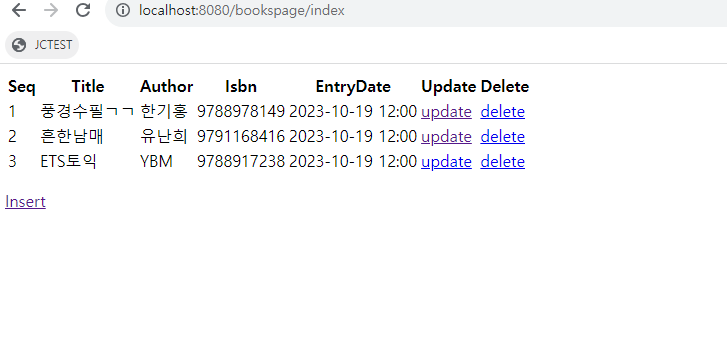 localhost:8080/bookspage/index
JCTEST
Seq Title Author Isbn EntryDate Update Delete
1 풍경수필ㄱㄱ 한기홍 9788978149 2023-10-19 12:00 update delete
2 흔한남매 유난희 9791168416 2023-10-19 12:00 update delete
3 ETS토익 YBM 9788917238 2023-10-19 12:00 update delete
Insert